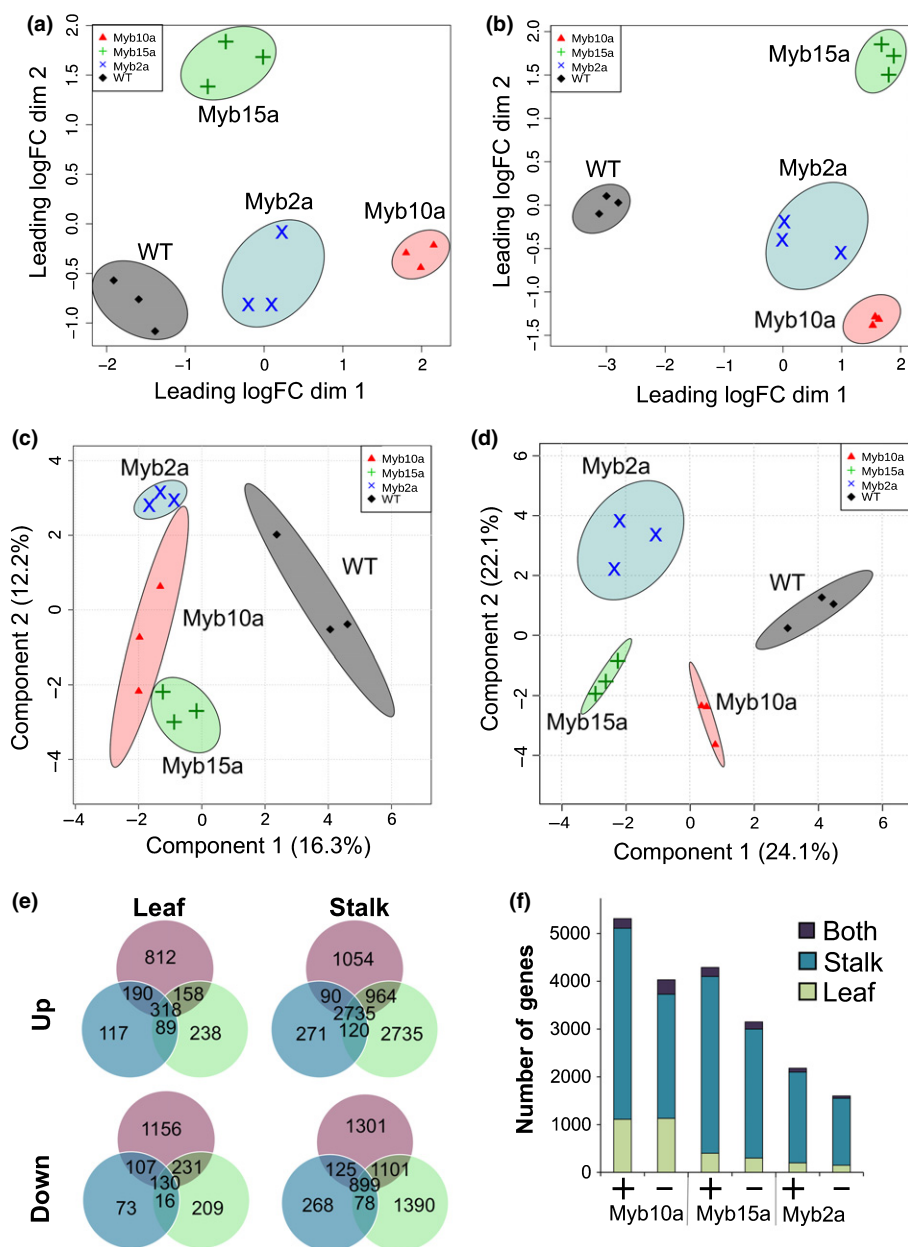 (a)
Myb10a
Myb15a
Myb2a
WT
Myb15a
Myb2a
Myb10a
WT
Leading logFC dim 2
2.0
1.5
1.0
0.5
0.0
−0.5
−1.0
−2 −1 0 1 2
Leading logFC dim 1
(b)
Myb10a
Myb15a
Myb2a
WT
Myb15a
WT
Myb2a
Myb10a
Leading logFC dim 2
2.0
1.5
1.0
0.5
0.0
−0.5
−1.0
−1.5
−3 −2 −1 0 1 2
Leading logFC dim 1
(c)
Myb10a
Myb15a
Myb2a
WT
Myb2a
WT
Myb10a
Myb15a
Component 2 (12.2%)
4
2
0
−2
−4
−4 −2 0 2 4 6
Component 1 (16.3%)
(d)
Myb10a
Myb15a
Myb2a
WT
Myb2a
WT
Myb15a
Myb10a
Component 2 (22.1%)
6
4
2
0
−2
−4
−4 −2 0 2 4 6 8
Component 1 (24.1%)
(e)
Leaf Stalk
Up
812
190 158
318
117 89 238
1054
90 964
2735
271 120 2735
Down
1156
107 231
130
73 16 209
1301
125 1101
899
268 78 1390
(f)
Both
Stalk
Leaf
Number of genes
5000
4000
3000
2000
1000
0
+ − + − + −
Myb10a Myb15a Myb2a